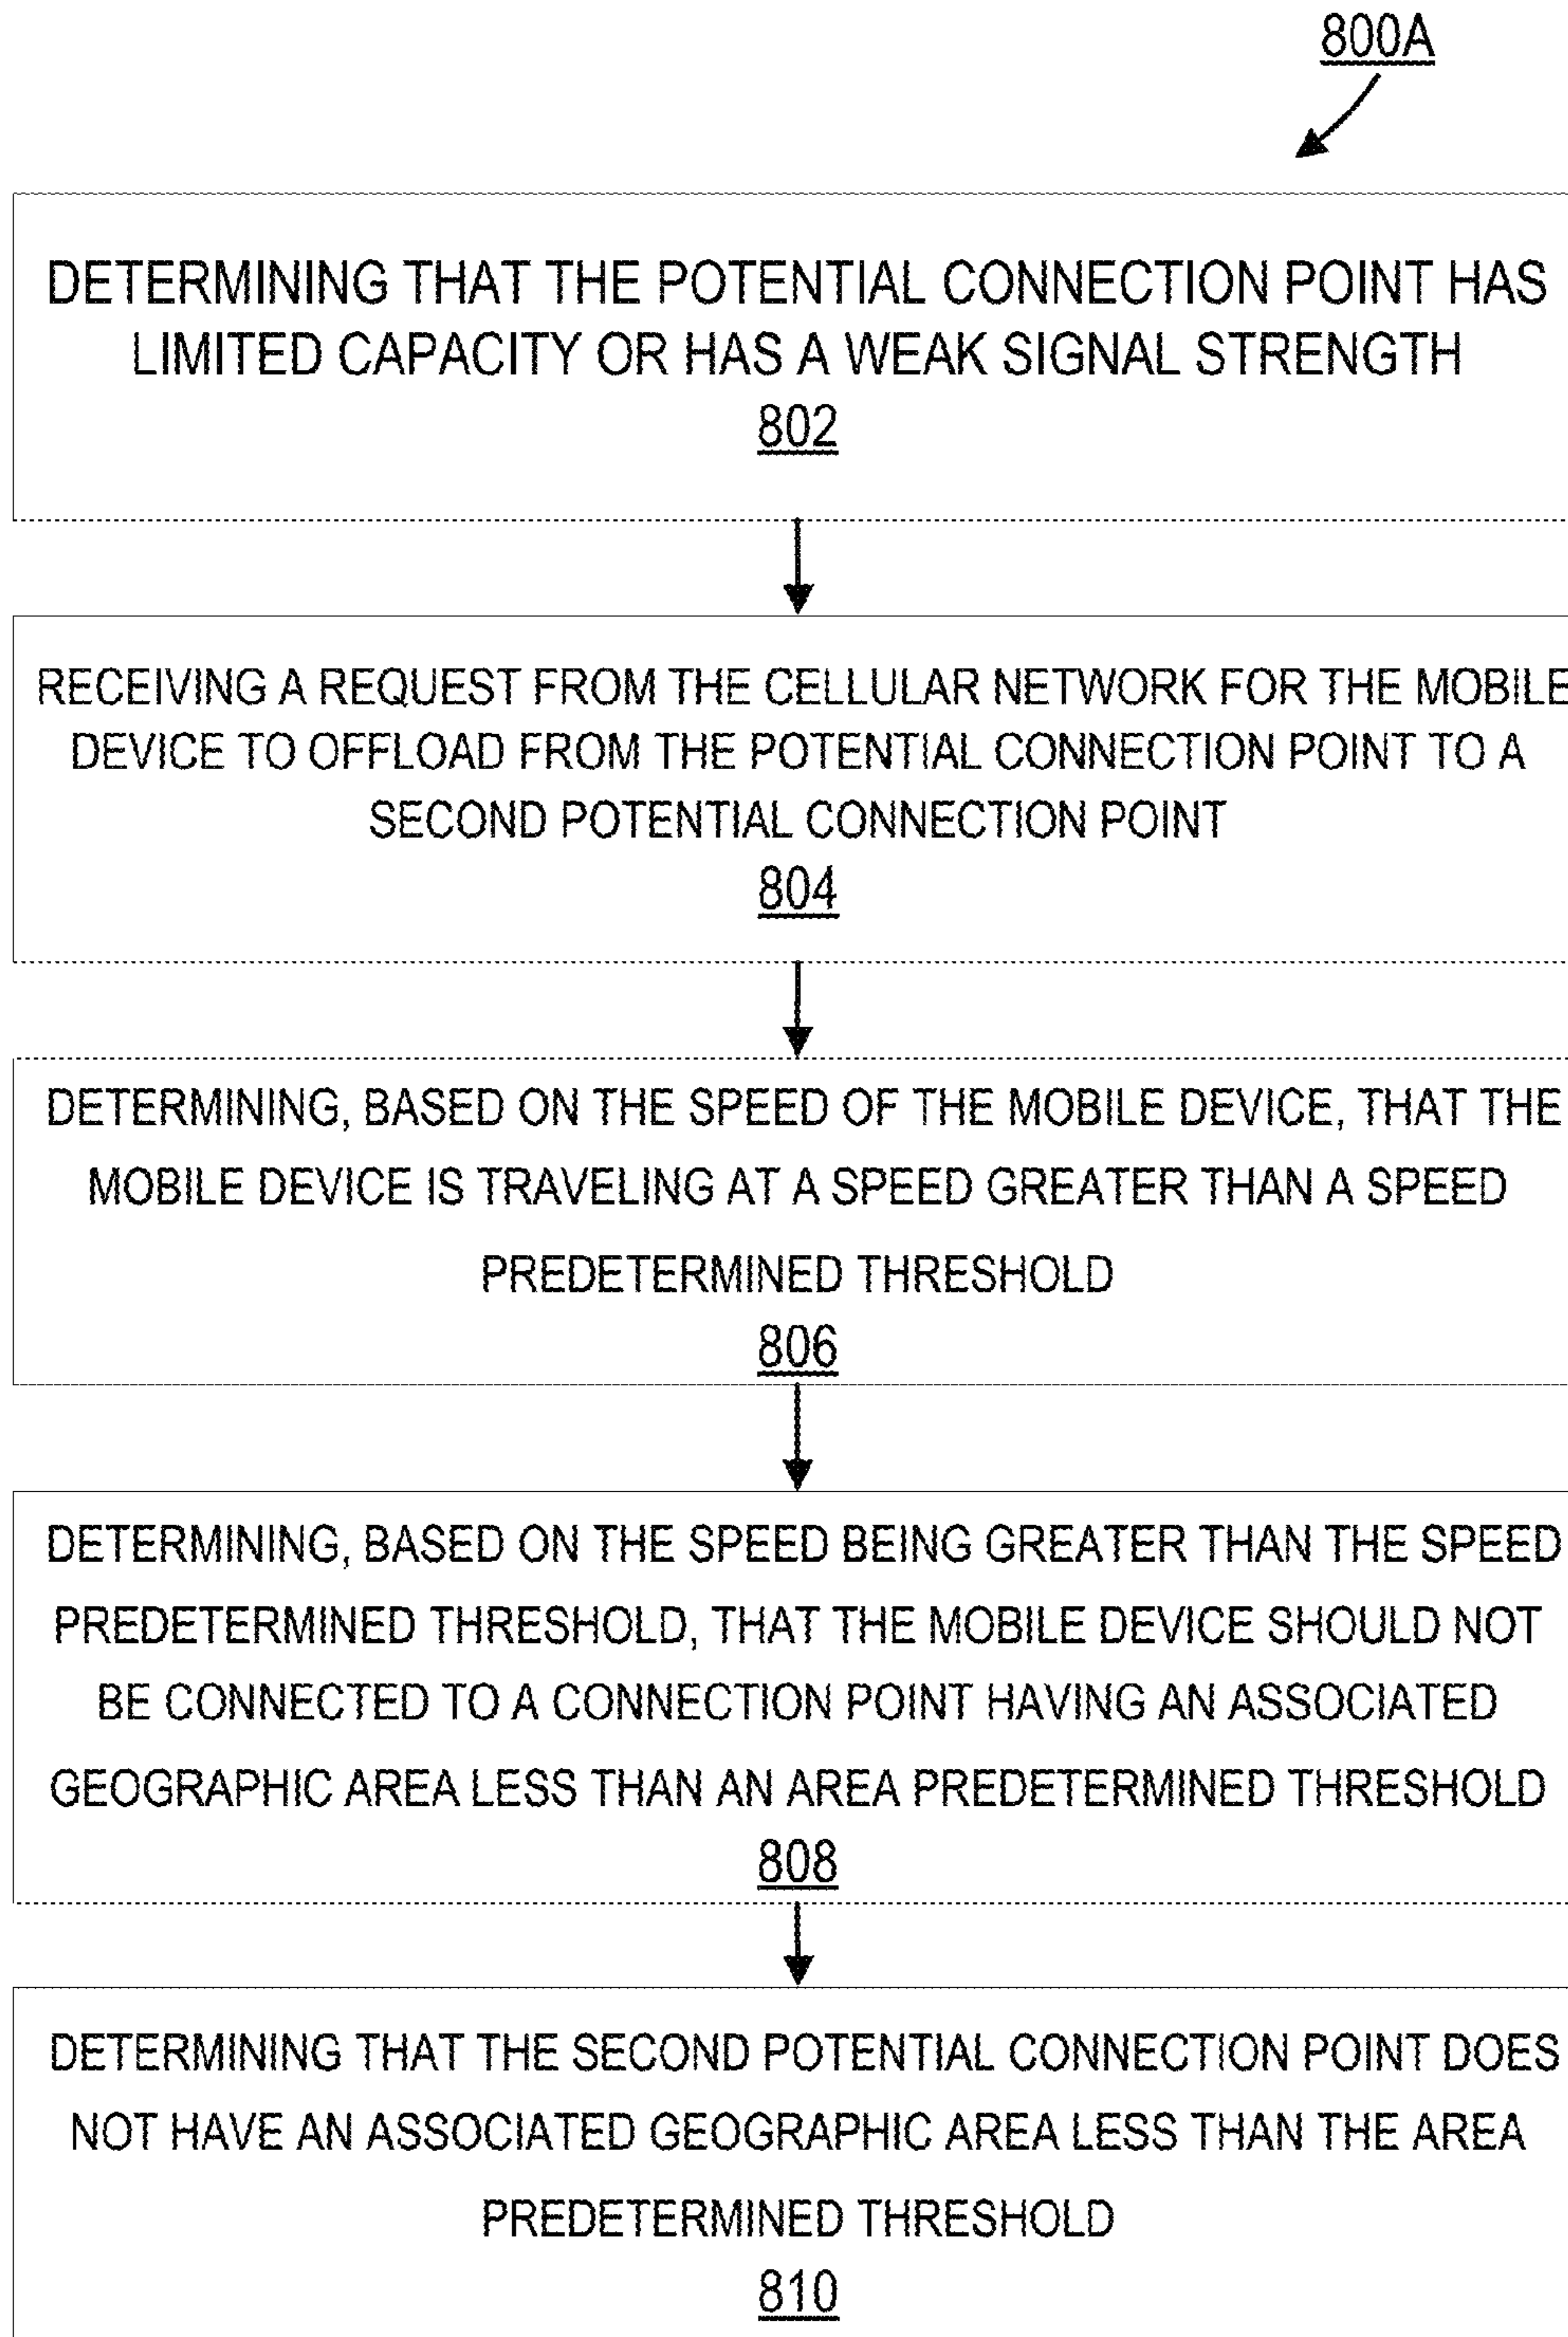 800A
DETERMINING THAT THE POTENTIAL CONNECTION POINT HAS
LIMITED CAPACITY OR HAS A WEAK SIGNAL STRENGTH
802
RECEIVING A REQUEST FROM THE CELLULAR NETWORK FOR THE MOBILE
DEVICE TO OFFLOAD FROM THE POTENTIAL CONNECTION POINT TO A
SECOND POTENTIAL CONNECTION POINT
804
DETERMINING, BASED ON THE SPEED OF THE MOBILE DEVICE, THAT THE
MOBILE DEVICE IS TRAVELING AT A SPEED GREATER THAN A SPEED
PREDETERMINED THRESHOLD
806
DETERMINING, BASED ON THE SPEED BEING GREATER THAN THE SPEED
PREDETERMINED THRESHOLD, THAT THE MOBILE DEVICE SHOULD NOT
BE CONNECTED TO A CONNECTION POINT HAVING AN ASSOCIATED
GEOGRAPHIC AREA LESS THAN AN AREA PREDETERMINED THRESHOLD
808
DETERMINING THAT THE SECOND POTENTIAL CONNECTION POINT DOES
NOT HAVE AN ASSOCIATED GEOGRAPHIC AREA LESS THAN THE AREA
PREDETERMINED THRESHOLD
810